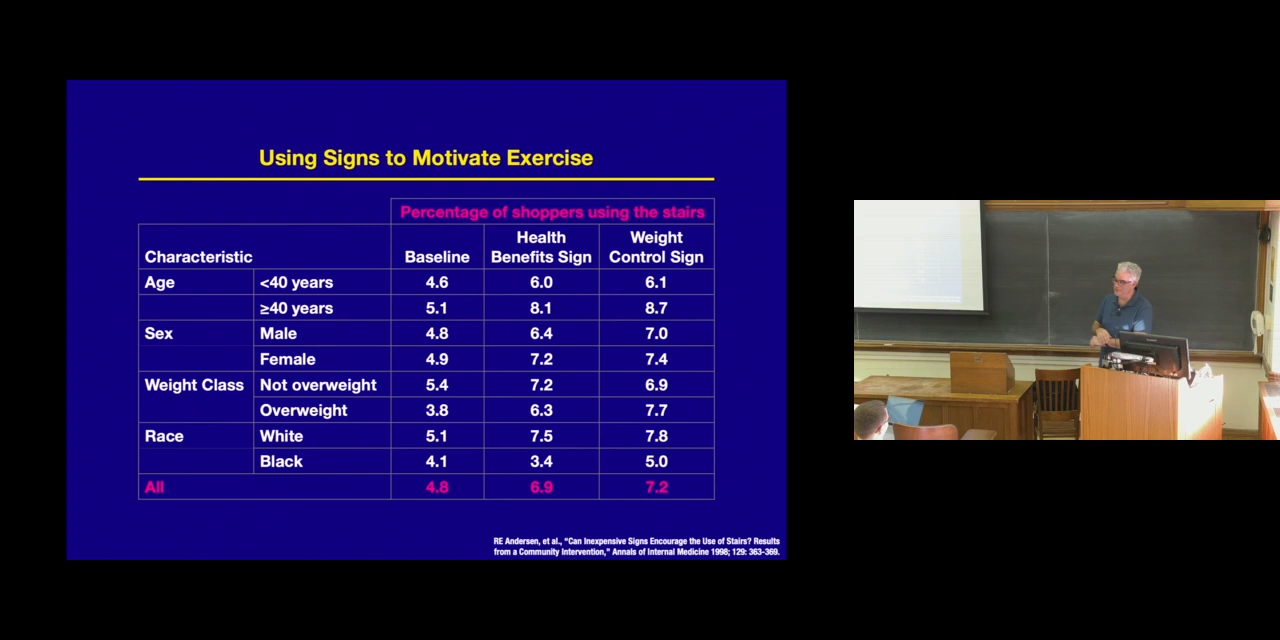 Using Signs to Motivate Exercise
Percentage of shoppers using the stairs
Characteristic Baseline Health Benefits Sign Weight Control Sign
Age <40 years 4.6 6.0 6.1
≥40 years 5.1 8.1 8.7
Sex Male 4.8 6.4 7.0
Female 4.9 7.2 7.4
Weight Class Not overweight 5.4 7.2 6.9
Overweight 3.8 6.3 7.7
Race White 5.1 7.5 7.8
Black 4.1 3.4 5.0
All 4.8 6.9 7.2
RE Andersen, et al., “Can Inexpensive Signs Encourage the Use of Stairs? Results
from a Community Intervention,” Annals of Internal Medicine 1998; 129: 363-369.